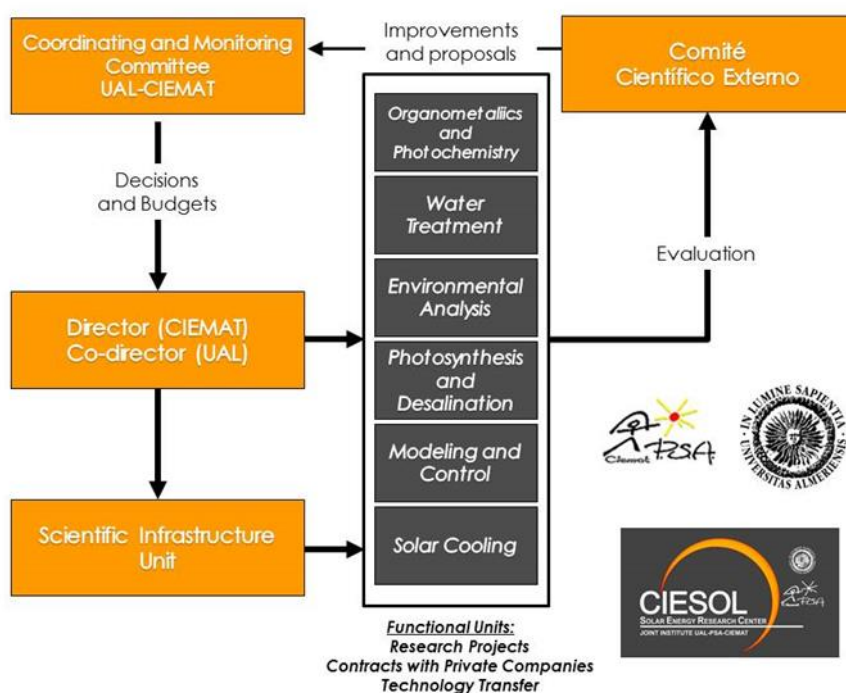 Coordinating and Monitoring
Committee
UAL-CIEMAT
Improvements
and proposals
Comité
Científico Externo
Decisions
and Budgets
Organometallics
and
Photochemistry
Water
Treatment
Environmental
Analysis
Photosynthesis
and
Desalination
Modeling and
Control
Solar Cooling
Evaluation
Director (CIEMAT)
Co-director (UAL)
Scientific Infrastructure
Unit
Functional Units:
Research Projects
Contracts with Private Companies
Technology Transfer
Ciemat PSA
IN LUMINE SAPIENTIA
UNIVERSITAS ALMERIENSIS
CIESOL
SOLAR ENERGY RESEARCH CENTER
JOINT INSTITUTE UAL-PSA-CIEMAT